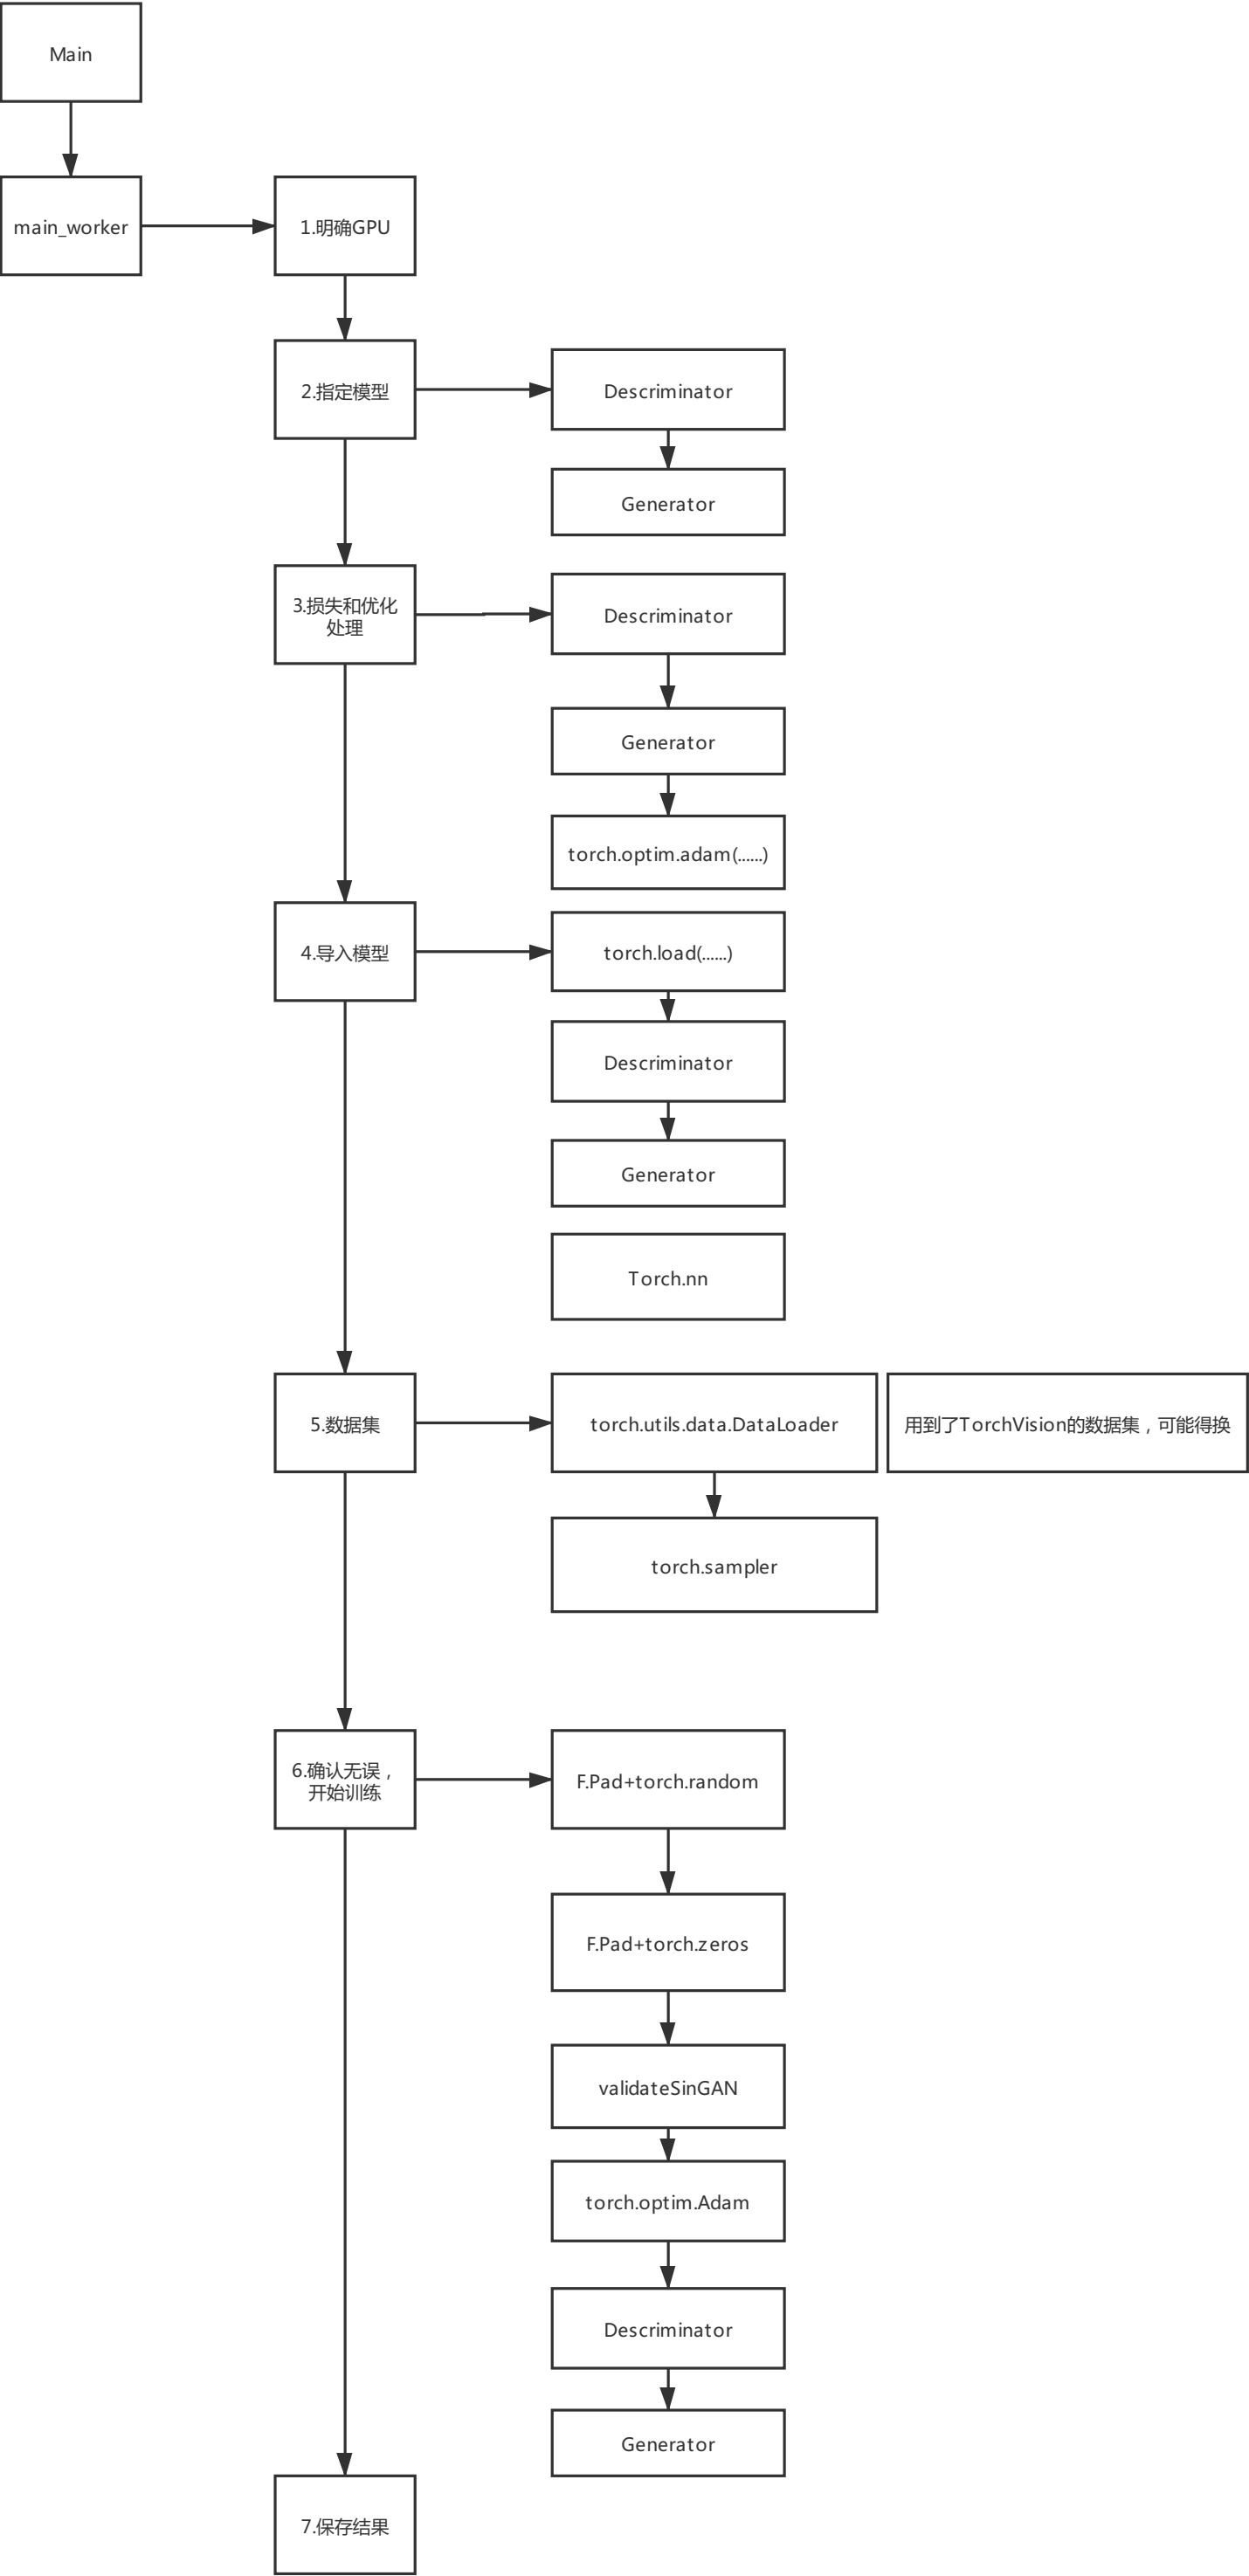 Main
main_worker
1.明确GPU
2.指定模型
Descriminator
Generator
3.损失和优化
处理
Descriminator
Generator
torch.optim.adam(......)
4.导入模型
torch.load(......)
Descriminator
Generator
Torch.nn
5.数据集
torch.utils.data.DataLoader
用到了TorchVision的数据集，可能得换
torch.sampler
6.确认无误，
开始训练
F.Pad+torch.random
F.Pad+torch.zeros
validateSinGAN
torch.optim.Adam
Descriminator
Generator
7.保存结果